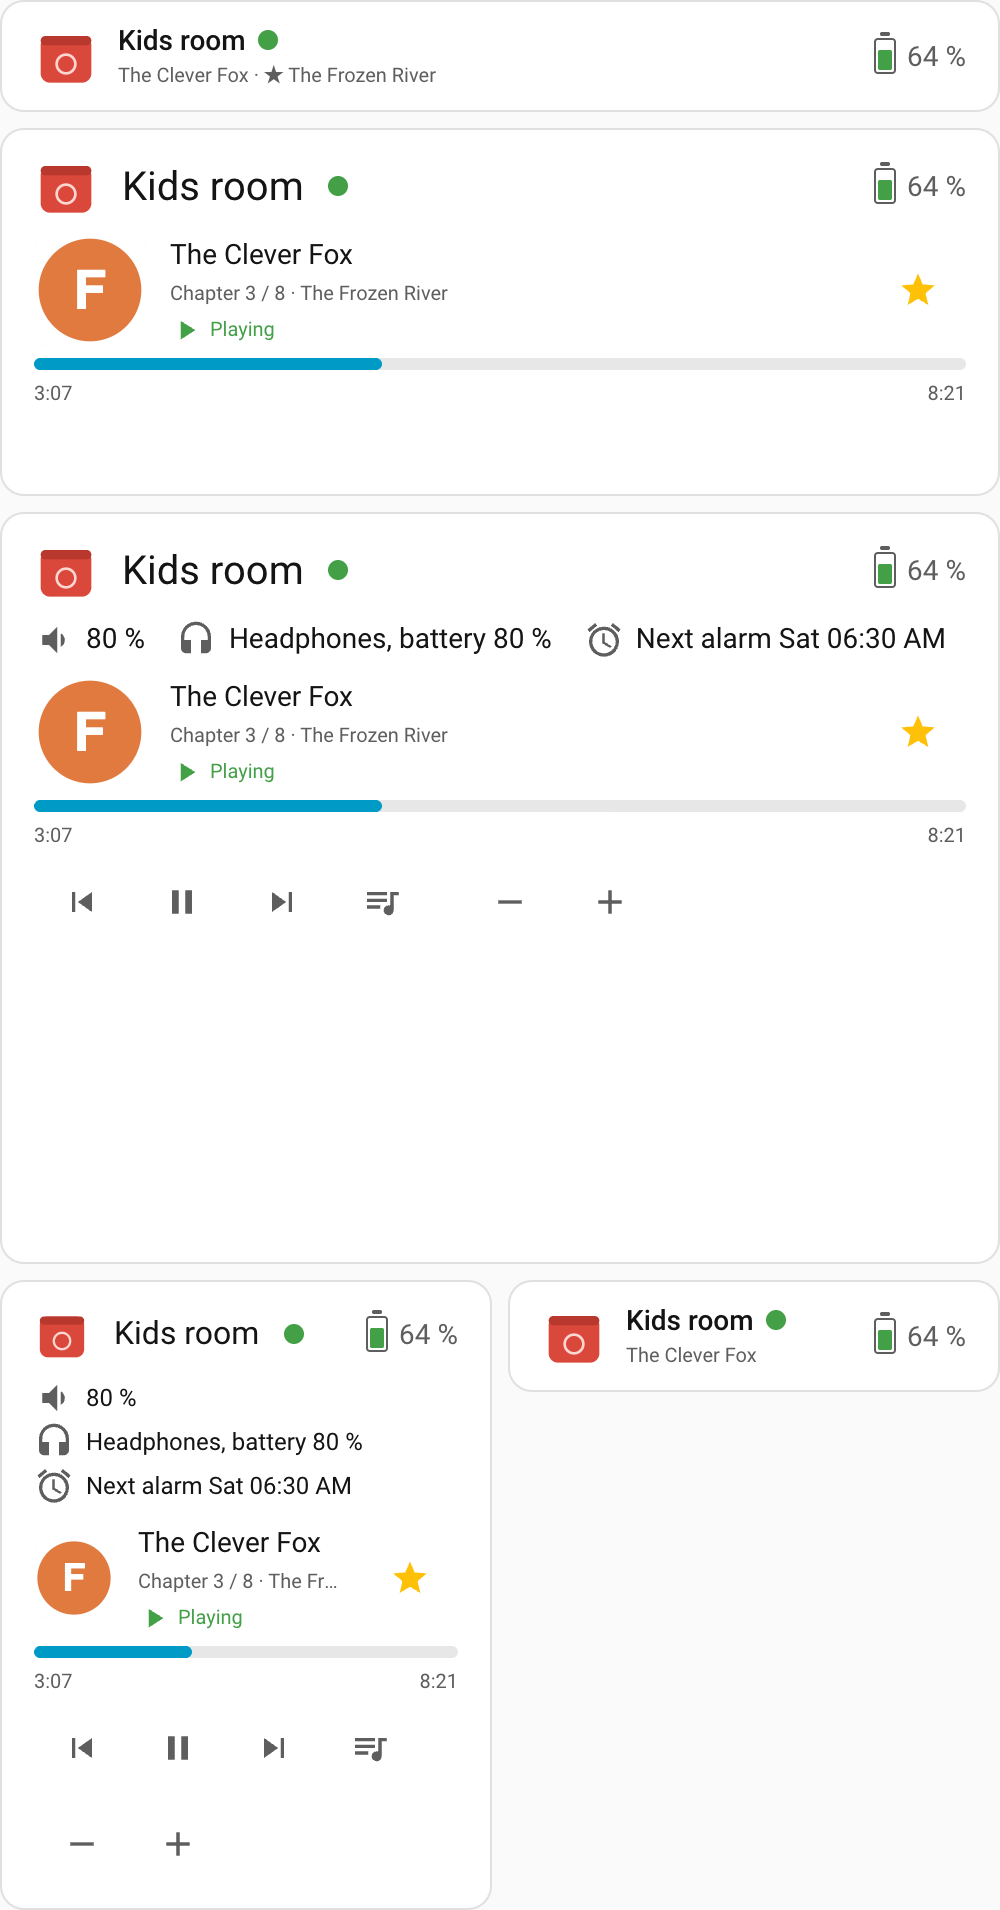 Kids room
The Clever Fox · ★ The Frozen River
64 %
Kids room
64 %
F
The Clever Fox
Chapter 3 / 8 · The Frozen River
Playing
3:07
8:21
Kids room
64 %
80 %
Headphones, battery 80 %
Next alarm Sat 06:30 AM
F
The Clever Fox
Chapter 3 / 8 · The Frozen River
Playing
3:07
8:21
Kids room
64 %
80 %
Headphones, battery 80 %
Next alarm Sat 06:30 AM
F
The Clever Fox
Chapter 3 / 8 · The Fr...
Playing
3:07
8:21
Kids room
The Clever Fox
64 %